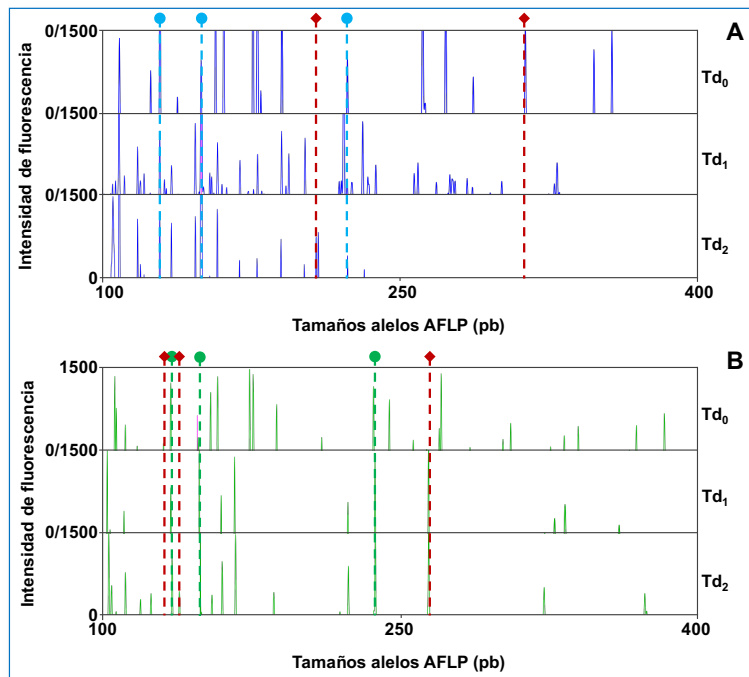 0/1500
A
Td₀
0/1500
Td₁
0/1500
Td₂
0
100
250
400
Intensidad de fluorescencia
Tamaños alelos AFLP (pb)
B
1500
Td₀
0/1500
Td₁
0/1500
Td₂
0
100
250
400
Intensidad de fluorescencia
Tamaños alelos AFLP (pb)